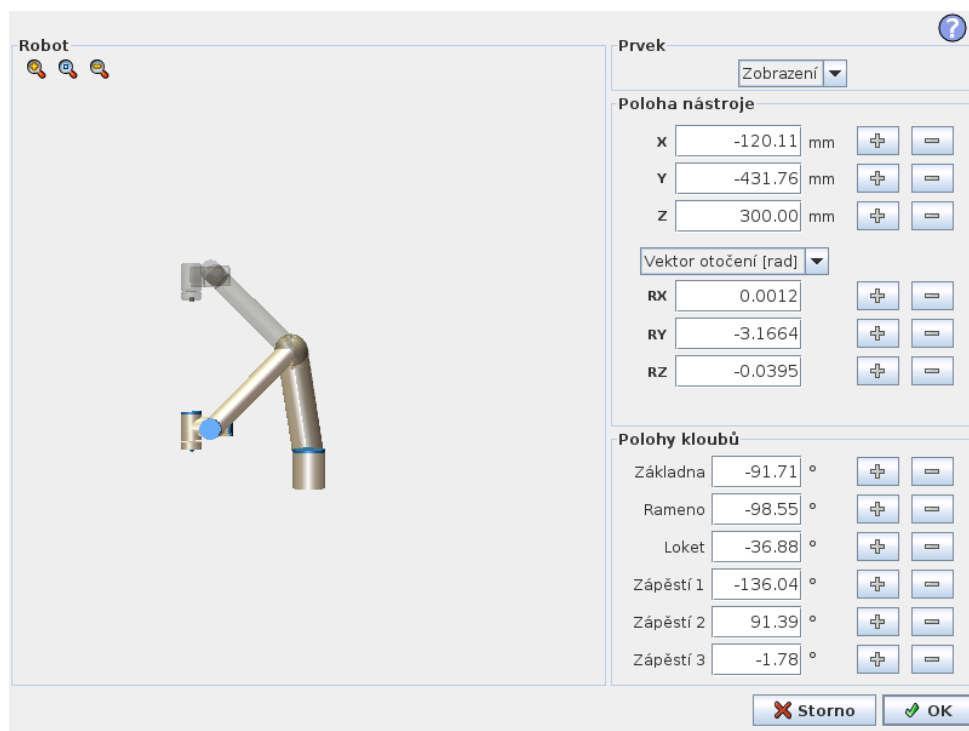 ?
Robot
Prvek
Zobrazení
Poloha nástroje
X -120.11 mm
Y -431.76 mm
Z 300.00 mm
Vektor otočení [rad]
RX 0.0012
RY -3.1664
RZ -0.0395
Polohy kloubů
Základna -91.71 °
Rameno -98.55 °
Loket -36.88 °
Zápěstí 1 -136.04 °
Zápěstí 2 91.39 °
Zápěstí 3 -1.78 °
Storno OK